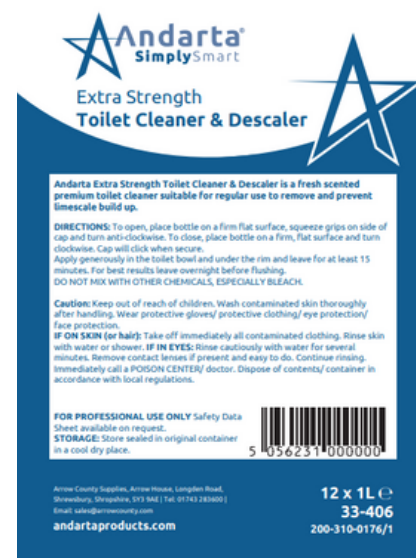 Andarta®
SimplySmart
Extra Strength
Toilet Cleaner & Descaler
Andarta Extra Strength Toilet Cleaner & Descaler is a fresh scented
premium toilet cleaner suitable for regular use to remove and prevent
limescale build up.
DIRECTIONS: To open, place bottle on a firm flat surface, squeeze grips on side of
cap and turn anti-clockwise. To close, place bottle on a firm, flat surface and turn
clockwise. Cap will click when secure.
Apply generously in the toilet bowl and under the rim and leave for at least 15
minutes. For best results leave overnight before flushing.
DO NOT MIX WITH OTHER CHEMICALS, ESPECIALLY BLEACH.
Caution: Keep out of reach of children. Wash contaminated skin thoroughly
after handling. Wear protective gloves/ protective clothing/ eye protection/
face protection.
IF ON SKIN (or hair): Take off immediately all contaminated clothing. Rinse skin
with water or shower. IF IN EYES: Rinse cautiously with water for several
minutes. Remove contact lenses if present and easy to do. Continue rinsing.
Immediately call a POISON CENTER/ doctor. Dispose of contents/ container in
accordance with local regulations.
FOR PROFESSIONAL USE ONLY Safety Data
Sheet available on request.
STORAGE: Store sealed in original container
in a cool dry place.
5 056231 000000
Arrow County Supplies, Arrow House, Longden Road,
Shrewsbury, Shropshire, SY3 9AE | Tel: 01743 283600 |
Email: sales@arrowcounty.com
andartaproducts.com
12 x 1L ℮
33-406
200-310-0176/1